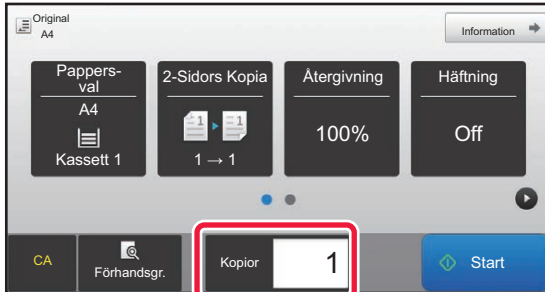 Original
A4
Information
Pappers-
val
A4
Kassett 1
2-Sidors Kopia
1 → 1
Återgivning
100%
Häftning
Off
CA
Förhandsgr.
Kopior
1
Start